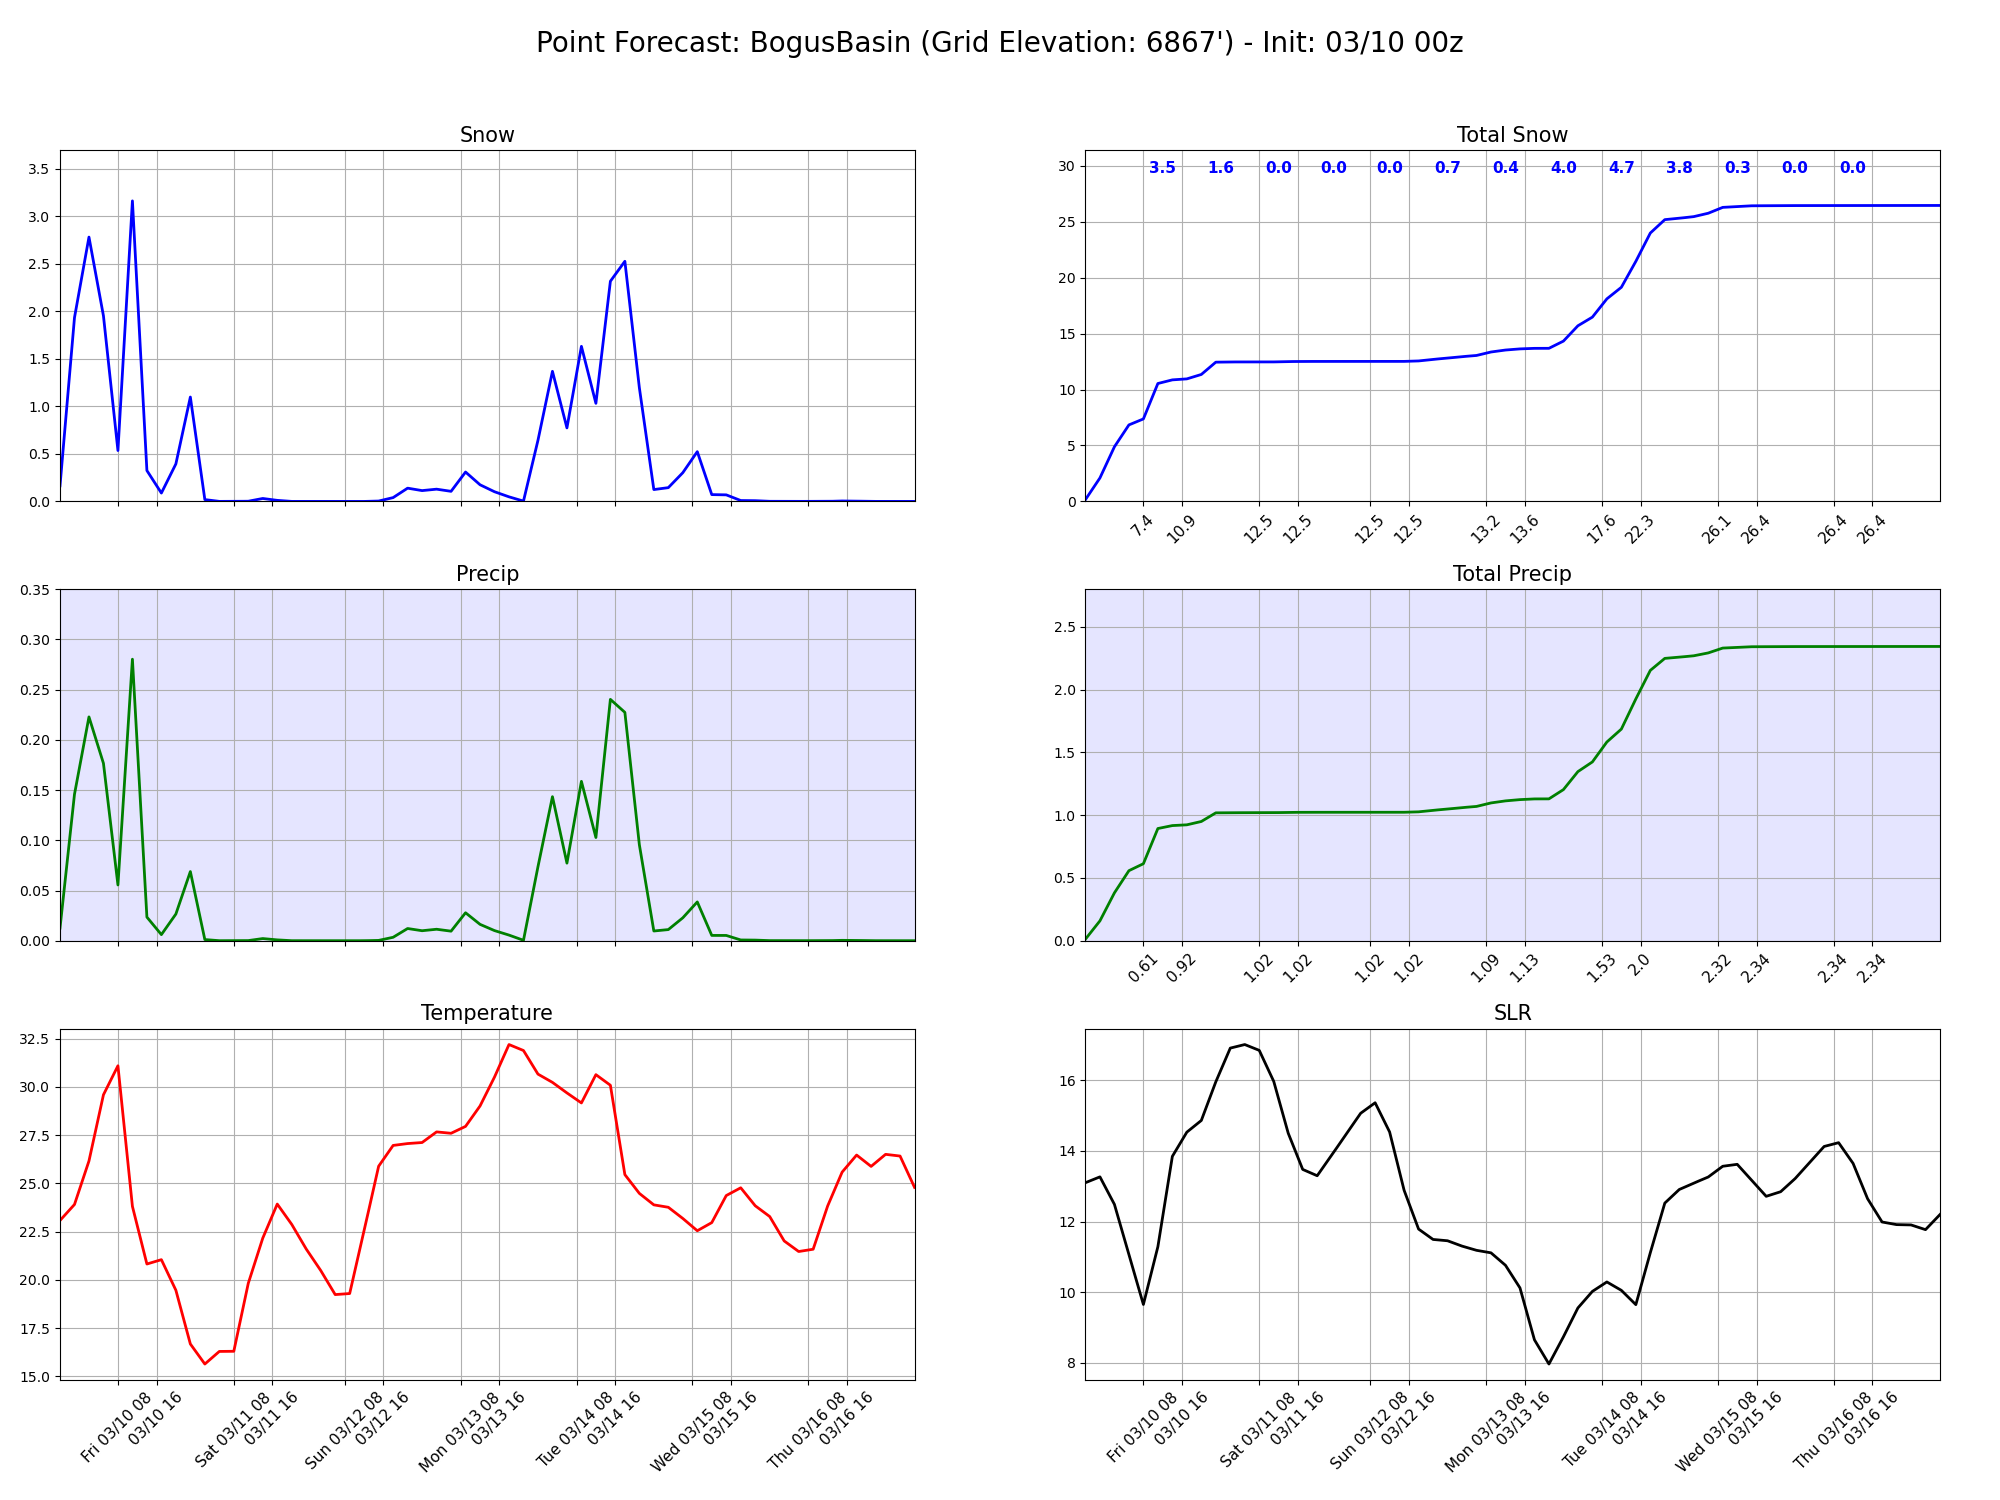 Point Forecast: BogusBasin (Grid Elevation: 6867') - Init: 03/10 00z
Snow
3.5
3.0
2.5
2.0
1.5
1.0
0.5
0.0
Total Snow
3.5 1.6 0.0 0.0 0.0 0.7 0.4 4.0 4.7 3.8 0.3 0.0 0.0
30
25
20
15
10
5
0
7.4 10.9 12.5 12.5 12.5 12.5 13.2 13.6 17.6 22.3 26.1 26.4 26.4 26.4
Precip
0.35
0.30
0.25
0.20
0.15
0.10
0.05
0.00
Total Precip
2.5
2.0
1.5
1.0
0.5
0.0
0.61 0.92 1.02 1.02 1.02 1.02 1.09 1.13 1.53 2.0 2.32 2.34 2.34 2.34
Temperature
32.5
30.0
27.5
25.0
22.5
20.0
17.5
15.0
Fri 03/10 08
03/10 16
Sat 03/11 08
03/11 16
Sun 03/12 08
03/12 16
Mon 03/13 08
03/13 16
Tue 03/14 08
03/14 16
Wed 03/15 08
03/15 16
Thu 03/16 08
03/16 16
SLR
16
14
12
10
8
Fri 03/10 08
03/10 16
Sat 03/11 08
03/11 16
Sun 03/12 08
03/12 16
Mon 03/13 08
03/13 16
Tue 03/14 08
03/14 16
Wed 03/15 08
03/15 16
Thu 03/16 08
03/16 16